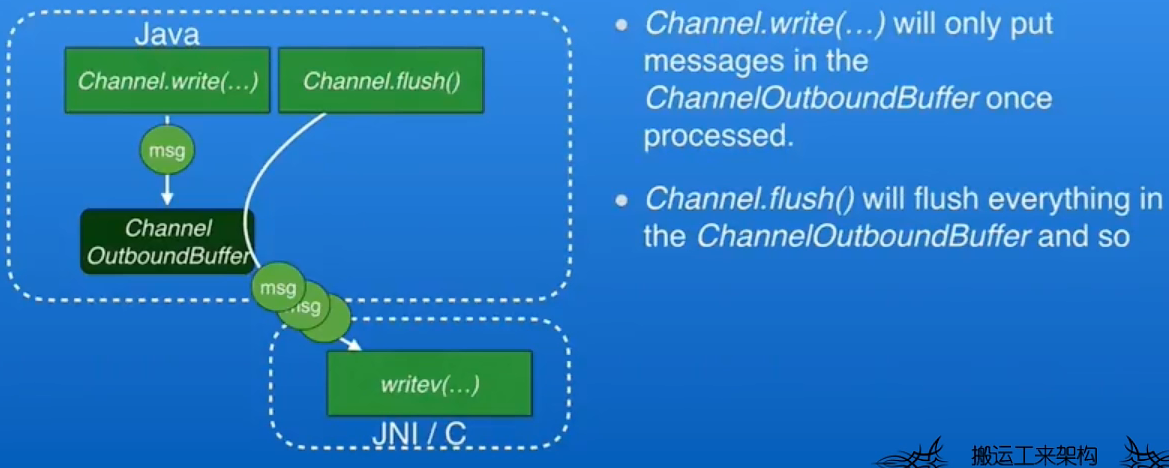 Java
Channel.write(...)
Channel.flush()
msg
Channel
OutboundBuffer
msg
msg
writev(...)
JNI / C
• Channel.write(...) will only put
messages in the
ChannelOutboundBuffer once
processed.
• Channel.flush() will flush everything in
the ChannelOutboundBuffer and so
搬运工来架构